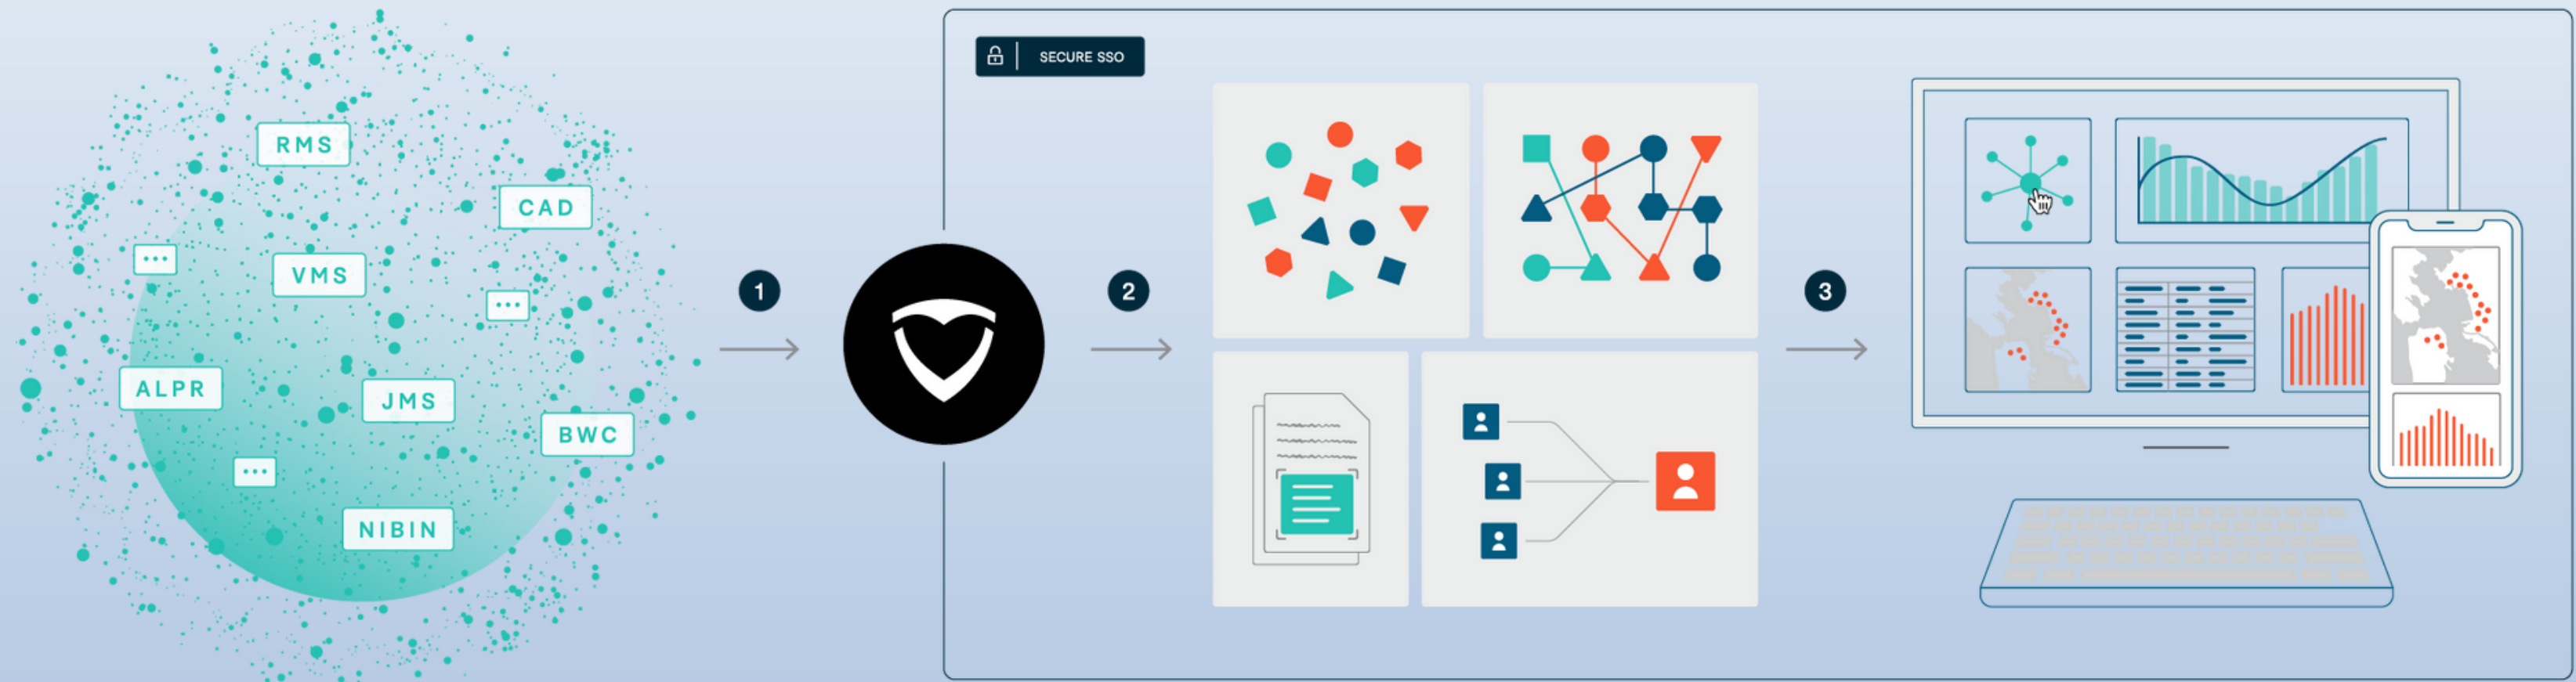 RMS
CAD
...
VMS
...
ALPR
JMS
BWC
...
NIBIN
1
SECURE SSO
2
3